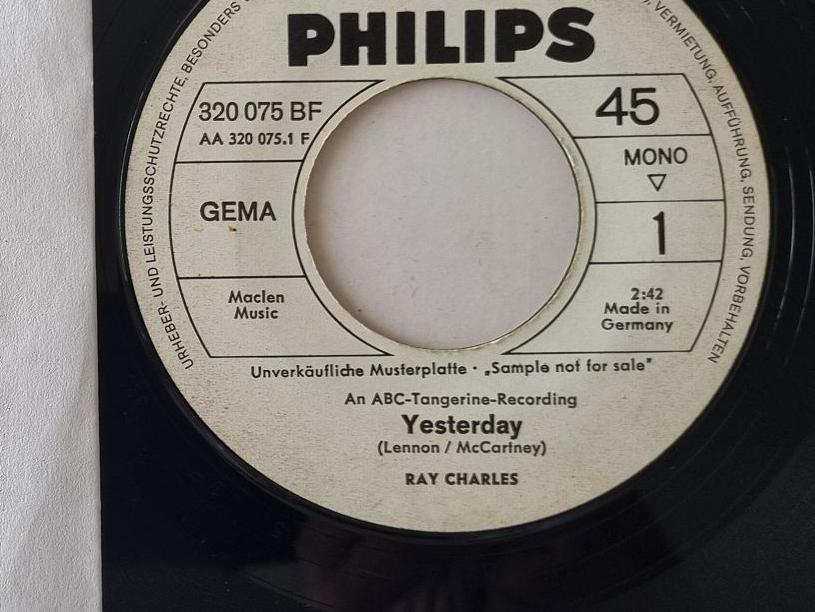 PHILIPS
320 075 BF
AA 320 075.1 F
GEMA
Maclen
Music
45
MONO
1
2:42
Made in
Germany
Unverkäufliche Musterplatte · „Sample not for sale"
An ABC-Tangerine-Recording
Yesterday
(Lennon / McCartney)
RAY CHARLES
URHEBER- UND LEISTUNGSSCHUTZRECHTE, BESONDERS
VERMIETUNG, AUFFÜHRUNG, SENDUNG, VORBEHALTEN